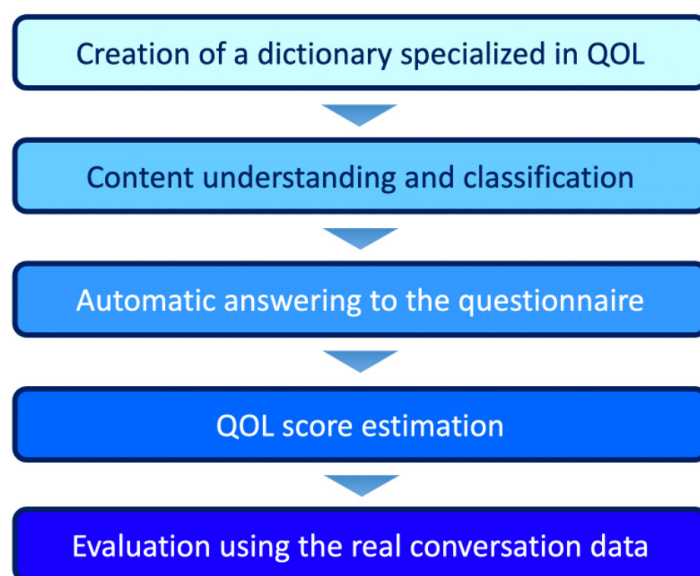 Creation of a dictionary specialized in QOL
Content understanding and classification
Automatic answering to the questionnaire
QOL score estimation
Evaluation using the real conversation data